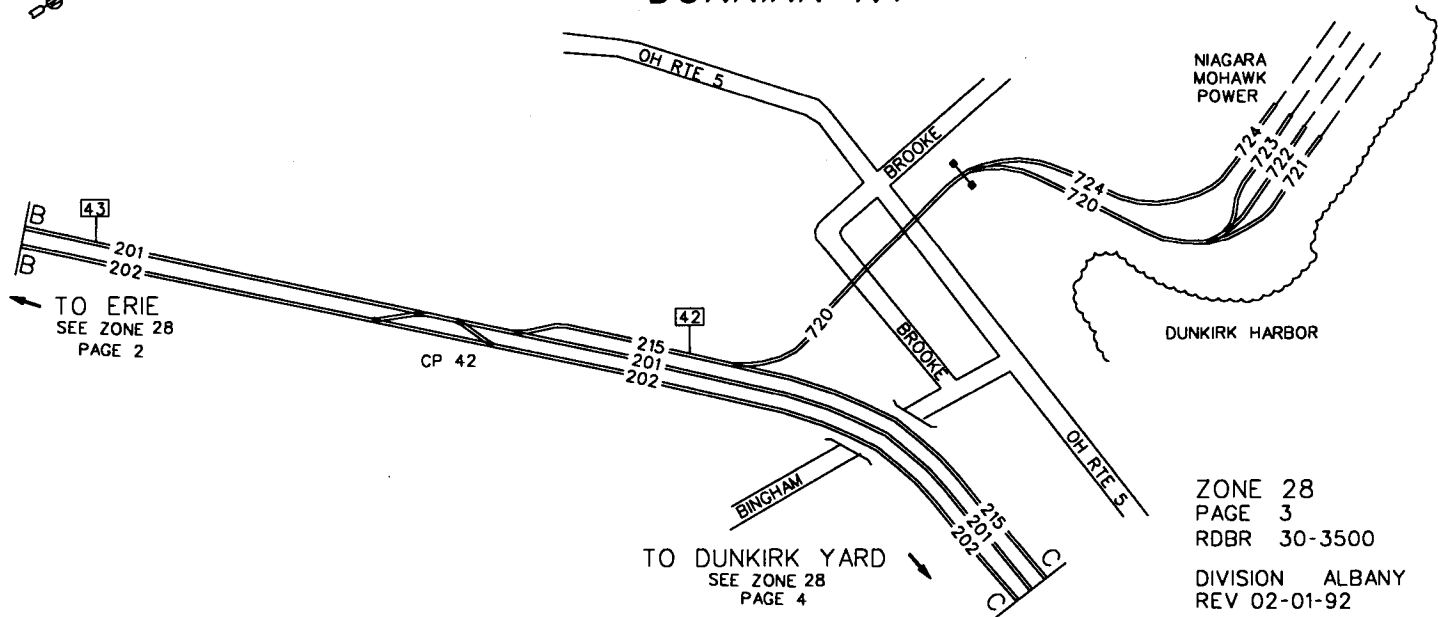 OH RTE 5
NIAGARA
MOHAWK
POWER
BROOKE
724
723
722
721
724
720
B
43
201
B
202
TO ERIE
SEE ZONE 28
PAGE 2
CP 42
215
42
201
202
720
BROOKE
DUNKIRK HARBOR
OH RTE 5
BINGHAM
215
201
202
C
C
TO DUNKIRK YARD
SEE ZONE 28
PAGE 4
ZONE 28
PAGE 3
RDBR 30-3500
DIVISION ALBANY
REV 02-01-92